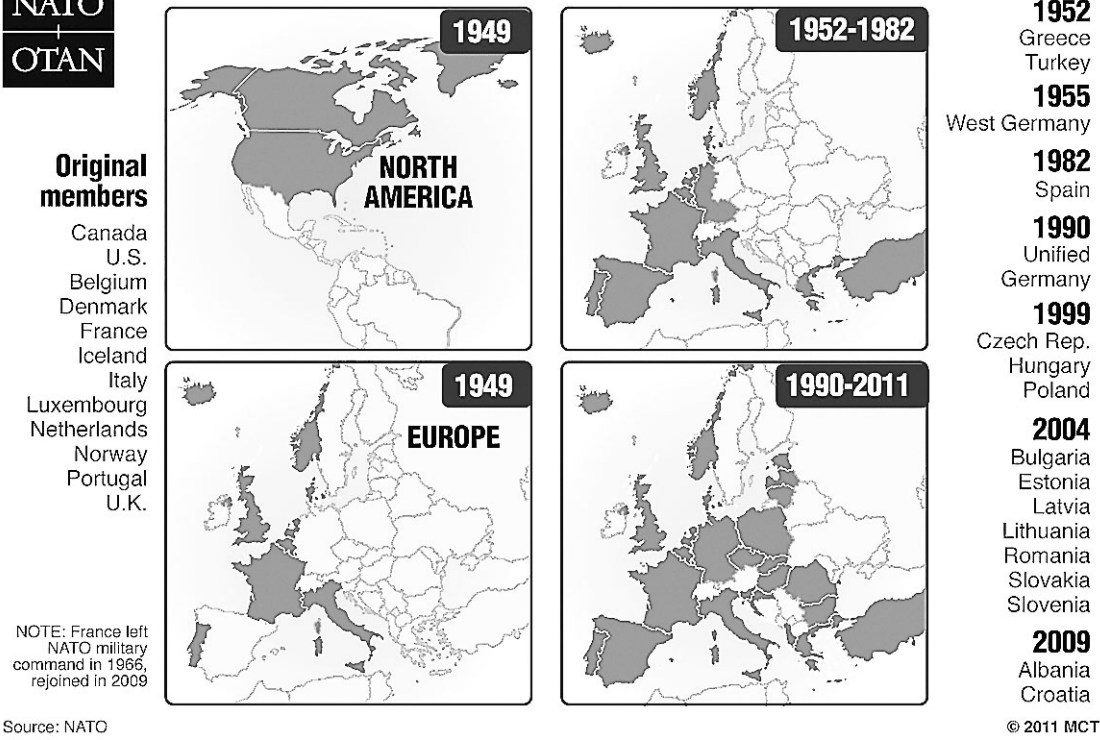 NATO
+
OTAN
Original
members
Canada
U.S.
Belgium
Denmark
France
Iceland
Italy
Luxembourg
Netherlands
Norway
Portugal
U.K.
NOTE: France left
NATO military
command in 1966,
rejoined in 2009
1949
NORTH
AMERICA
1952-1982
1949
EUROPE
1990-2011
1952
Greece
Turkey
1955
West Germany
1982
Spain
1990
Unified
Germany
1999
Czech Rep.
Hungary
Poland
2004
Bulgaria
Estonia
Latvia
Lithuania
Romania
Slovakia
Slovenia
2009
Albania
Croatia
Source: NATO
© 2011 MCT